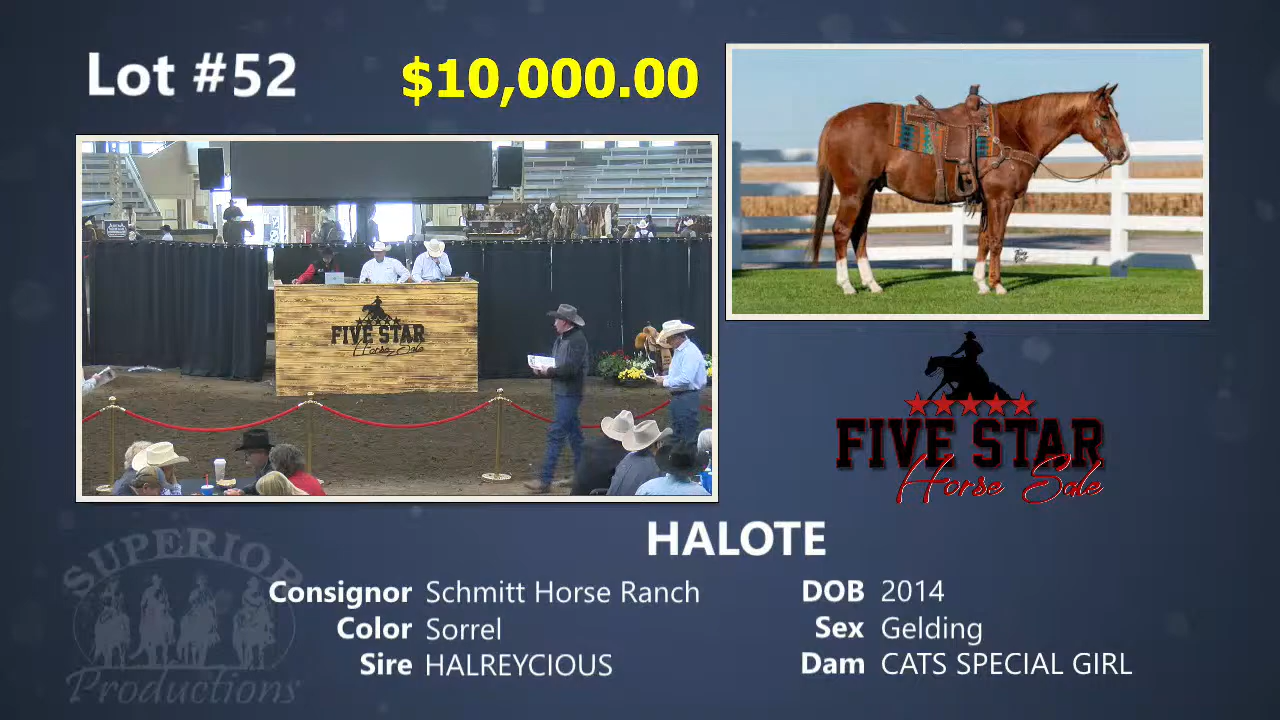 Lot #52
$10,000.00
FIVE STAR
Horse Sale
FIVE STAR
Horse Sale
HALOTE
Consignor Schmitt Horse Ranch
DOB 2014
Color Sorrel
Sex Gelding
Sire HALREYCIOUS
Dam CATS SPECIAL GIRL
SUPERIOR
Productions